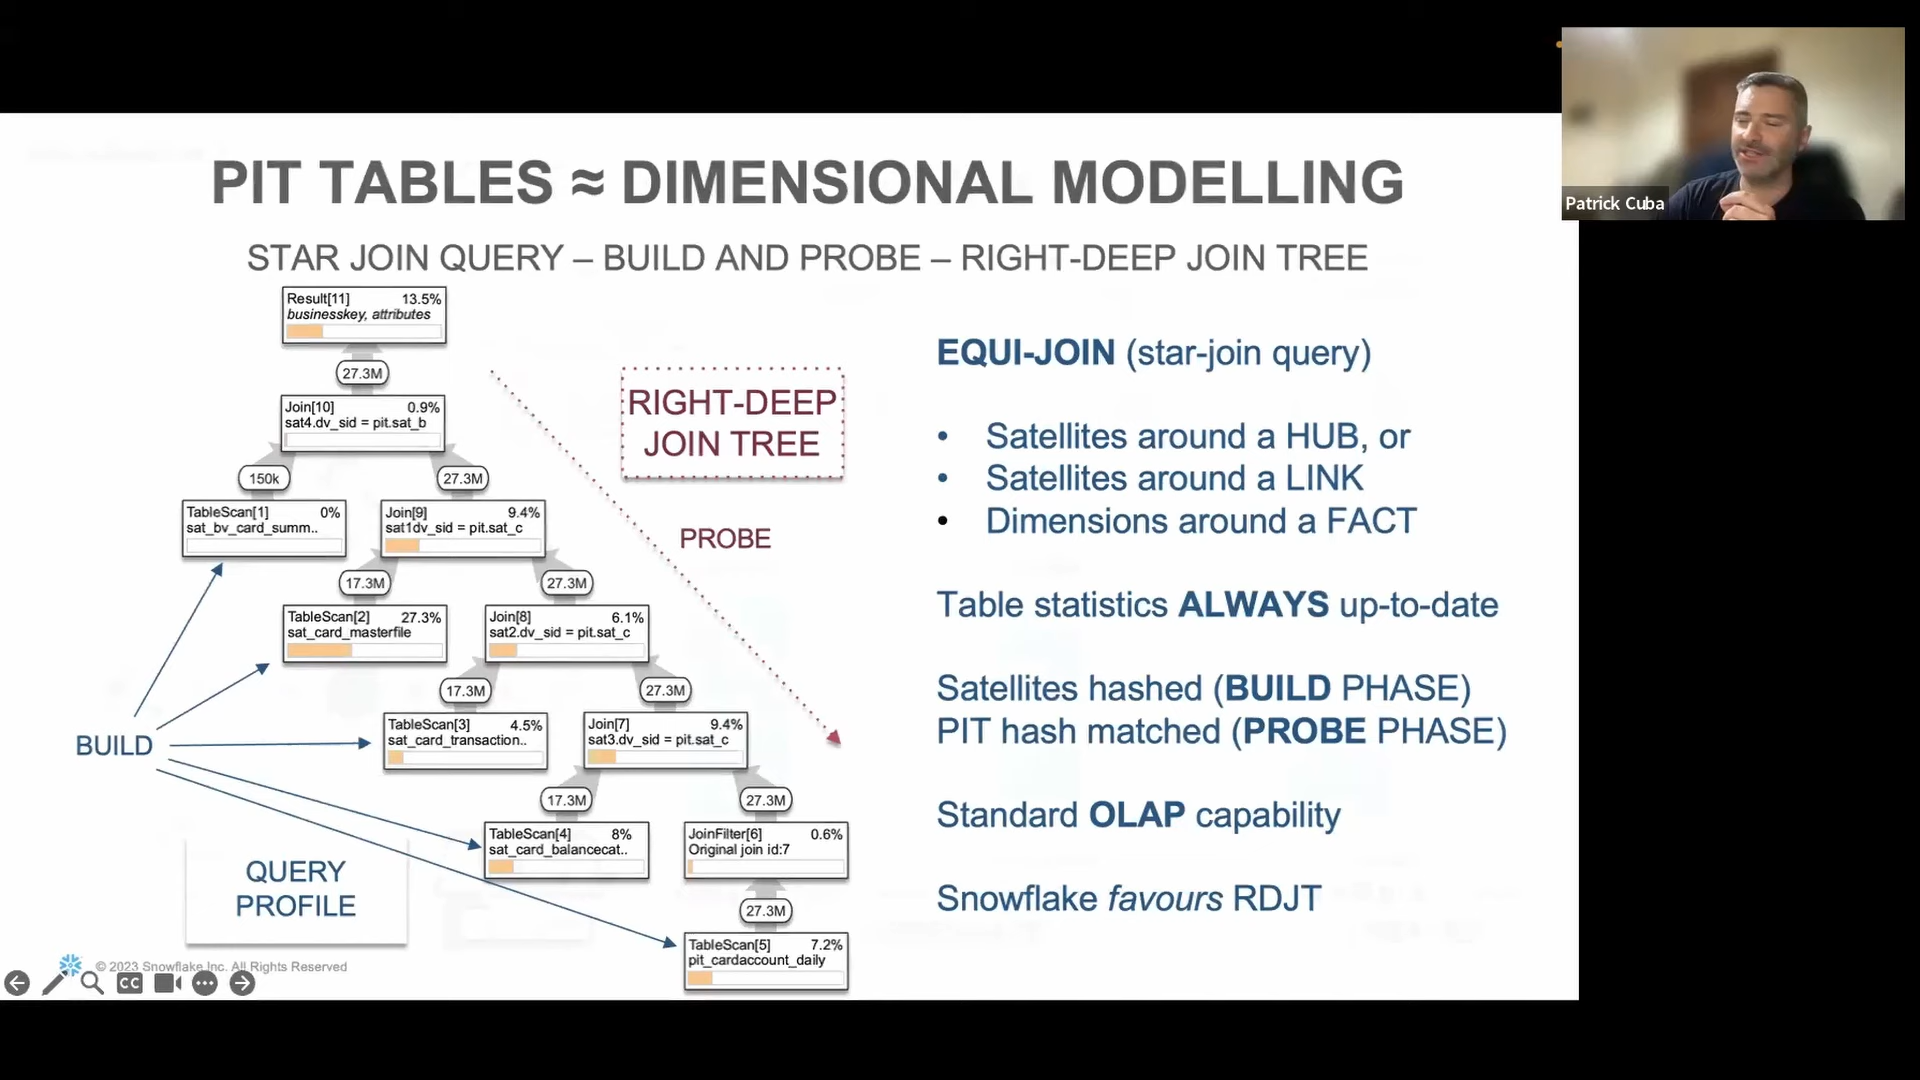 Patrick Cuba
PIT TABLES ≈ DIMENSIONAL MODELLING
STAR JOIN QUERY – BUILD AND PROBE – RIGHT-DEEP JOIN TREE
Result[11] 13.5%
businesskey, attributes
27.3M
Join[10] 0.9%
sat4.dv_sid = pit.sat_b
150k
27.3M
TableScan[1] 0%
sat_bv_card_summ..
Join[9] 9.4%
sat1dv_sid = pit.sat_c
17.3M
27.3M
TableScan[2] 27.3%
sat_card_masterfile
Join[8] 6.1%
sat2.dv_sid = pit.sat_c
17.3M
27.3M
TableScan[3] 4.5%
sat_card_transaction..
Join[7] 9.4%
sat3.dv_sid = pit.sat_c
17.3M
27.3M
TableScan[4] 8%
sat_card_balancecat..
JoinFilter[6] 0.6%
Original join id:7
27.3M
TableScan[5] 7.2%
pit_cardaccount_daily
RIGHT-DEEP
JOIN TREE
PROBE
BUILD
QUERY
PROFILE
EQUI-JOIN (star-join query)
• Satellites around a HUB, or
• Satellites around a LINK
• Dimensions around a FACT
Table statistics ALWAYS up-to-date
Satellites hashed (BUILD PHASE)
PIT hash matched (PROBE PHASE)
Standard OLAP capability
Snowflake favours RDJT
© 2023 Snowflake Inc. All Rights Reserved
CC